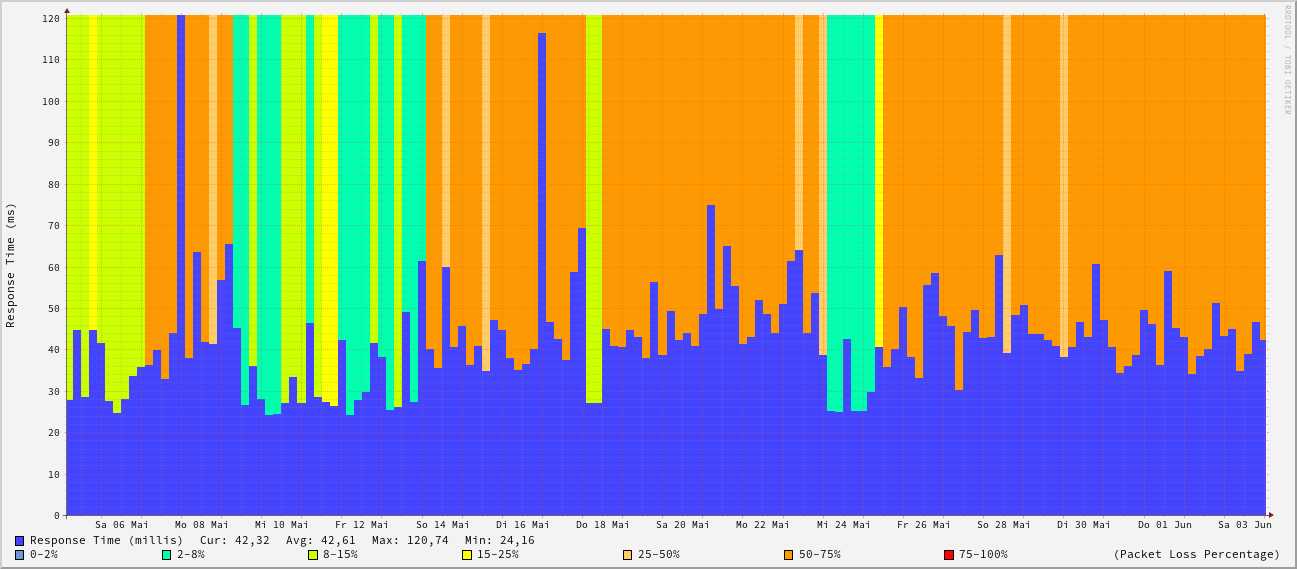 RRDTOOL / TOBI OETIKER
Response Time (ms)
120
110
100
90
80
70
60
50
40
30
20
10
0
Sa 06 Mai Mo 08 Mai Mi 10 Mai Fr 12 Mai So 14 Mai Di 16 Mai Do 18 Mai Sa 20 Mai Mo 22 Mai Mi 24 Mai Fr 26 Mai So 28 Mai Di 30 Mai Do 01 Jun Sa 03 Jun
Response Time (millis) Cur: 42,32 Avg: 42,61 Max: 120,74 Min: 24,16
0-2% 2-8% 8-15% 15-25% 25-50% 50-75% 75-100% (Packet Loss Percentage)